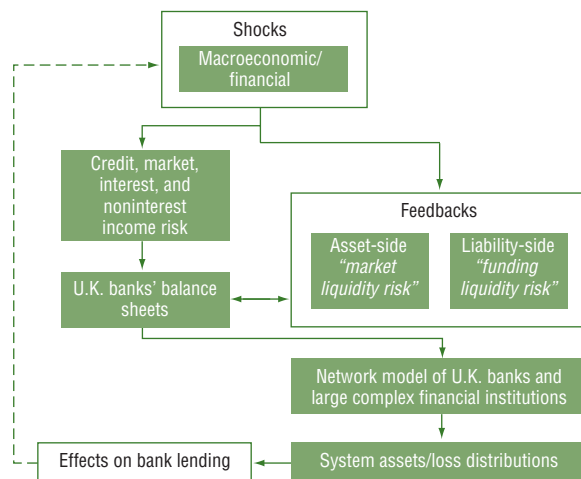 Shocks
Macroeconomic/
financial
Credit, market,
interest, and
noninterest
income risk
Feedbacks
Asset-side
“market
liquidity risk”
Liability-side
“funding
liquidity risk”
U.K. banks’ balance
sheets
Network model of U.K. banks and
large complex financial institutions
Effects on bank lending
System assets/loss distributions